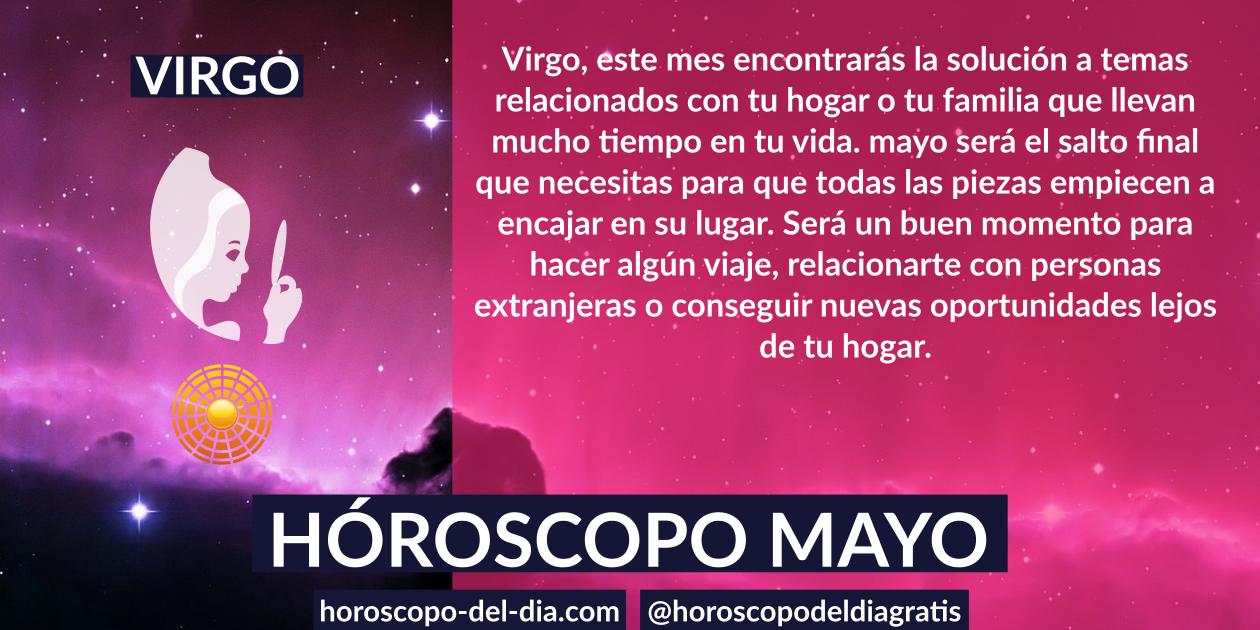 VIRGO
Virgo, este mes encontrarás la solución a temas
relacionados con tu hogar o tu familia que llevan
mucho tiempo en tu vida. mayo será el salto final
que necesitas para que todas las piezas empiecen a
encajar en su lugar. Será un buen momento para
hacer algún viaje, relacionarte con personas
extranjeras o conseguir nuevas oportunidades lejos
de tu hogar.
HÓROSCOPO MAYO
horoscopo-del-dia.com
@horoscopodeldiagratis